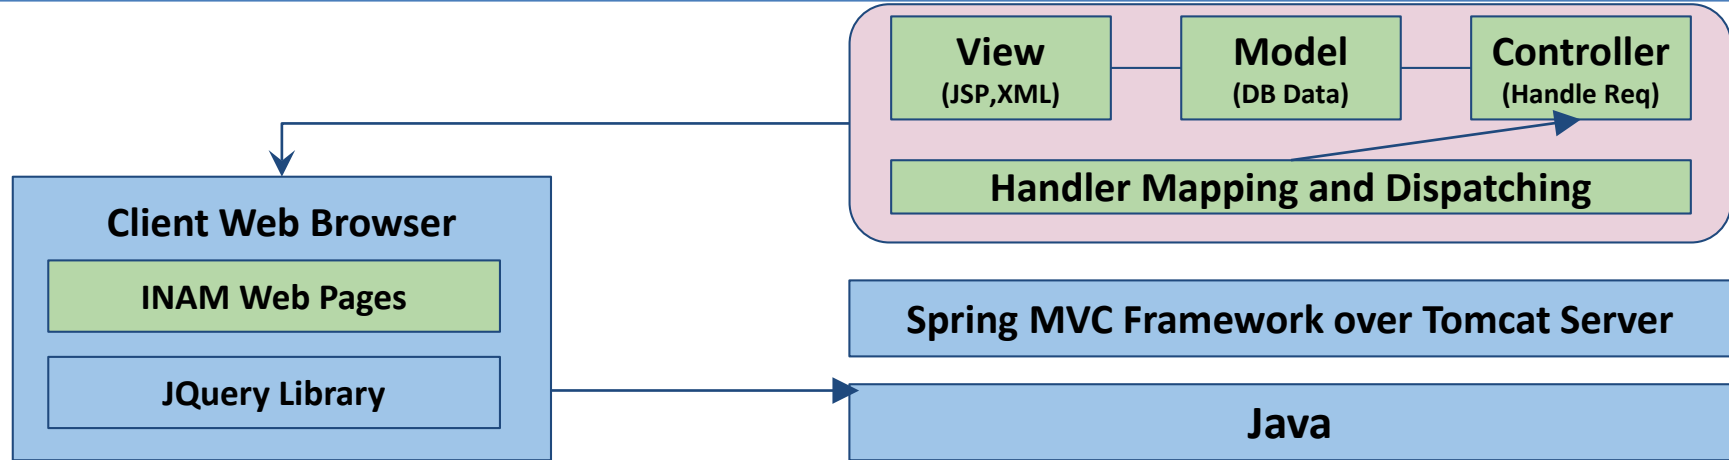 View
(JSP,XML)
Model
(DB Data)
Controller
(Handle Req)
Handler Mapping and Dispatching
Client Web Browser
INAM Web Pages
JQuery Library
Spring MVC Framework over Tomcat Server
Java